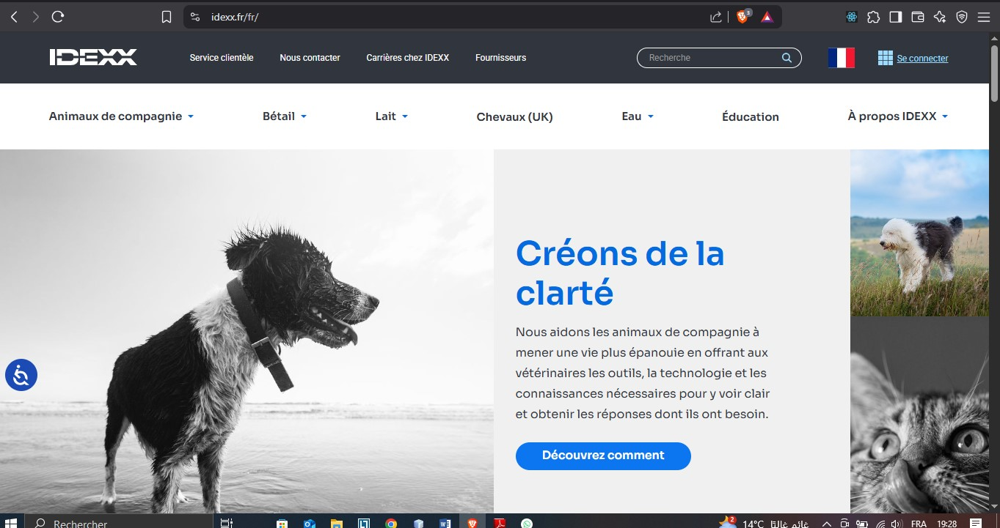 idexx.fr/fr/
3
IDEXX
Service clientèle
Nous contacter
Carrières chez IDEXX
Fournisseurs
Recherche
Se connecter
Animaux de compagnie
Bétail
Lait
Chevaux (UK)
Eau
Éducation
À propos IDEXX
Créons de la
clarté
Nous aidons les animaux de compagnie à
mener une vie plus épanouie en offrant aux
vétérinaires les outils, la technologie et les
connaissances nécessaires pour y voir clair
et obtenir les réponses dont ils ont besoin.
Découvrez comment
Rechercher
2
14°C غائم غالبًا
FRA
19:28